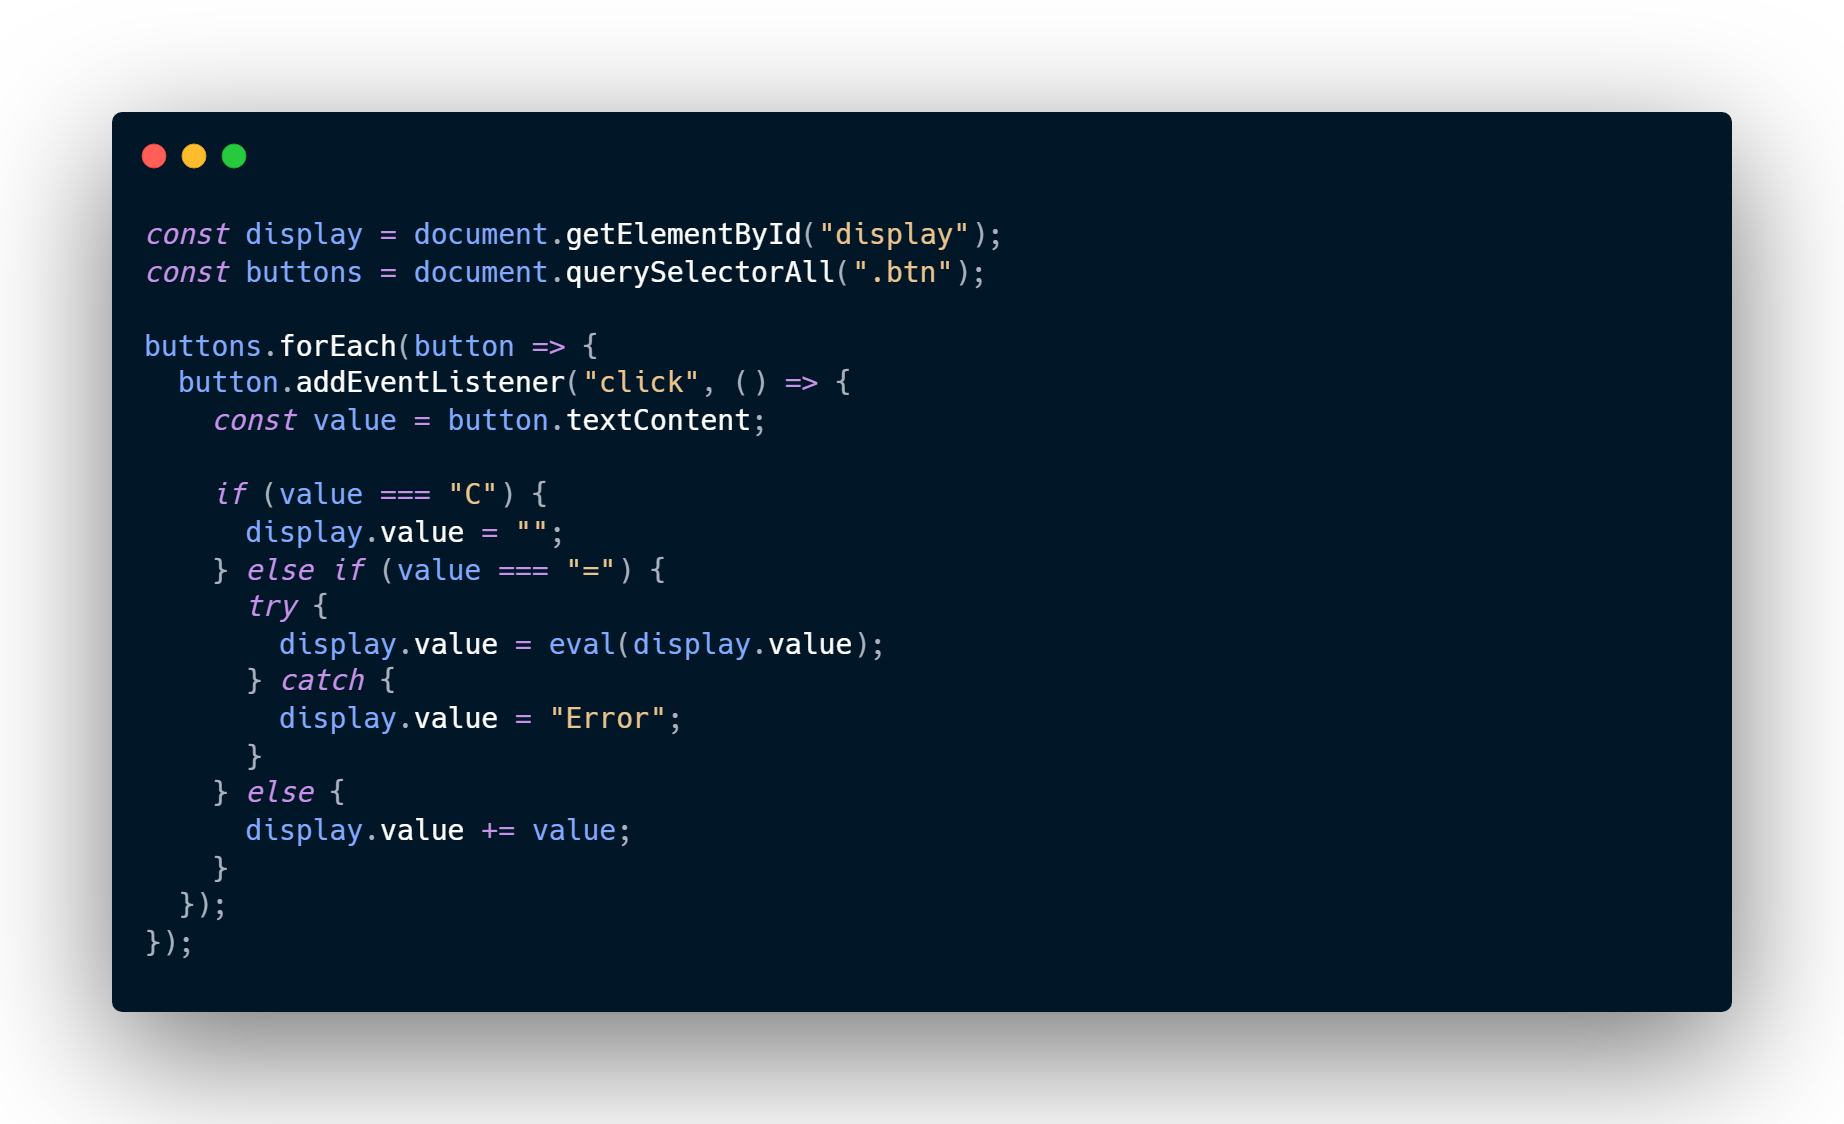 const display = document.getElementById("display");
const buttons = document.querySelectorAll(".btn");

buttons.forEach(button => {
  button.addEventListener("click", () => {
    const value = button.textContent;

    if (value === "C") {
      display.value = "";
    } else if (value === "=") {
      try {
        display.value = eval(display.value);
      } catch {
        display.value = "Error";
      }
    } else {
      display.value += value;
    }
  });
});